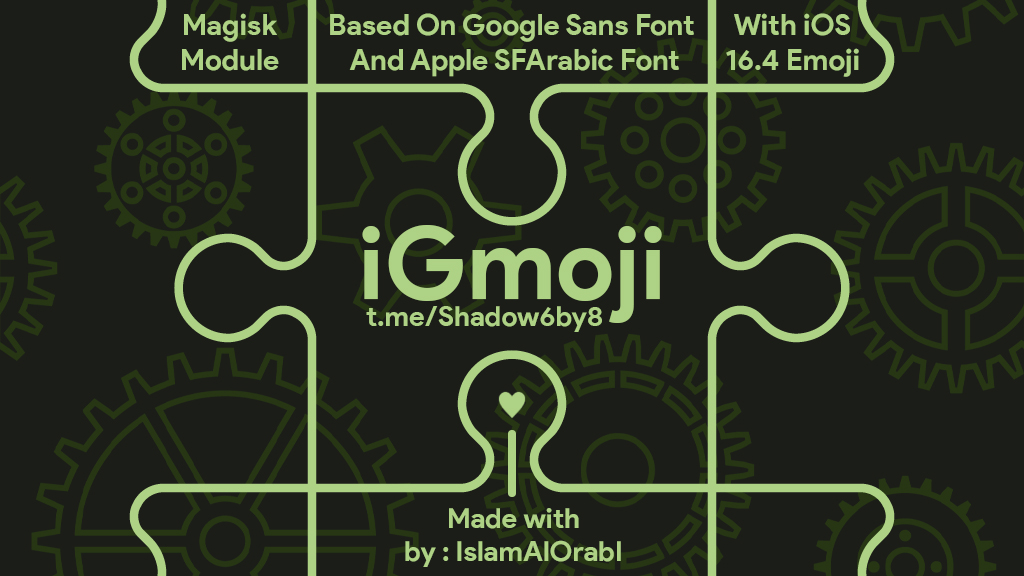 Magisk
Module
Based On Google Sans Font
And Apple SFArabic Font
With iOS
16.4 Emoji
iGmoji
t.me/Shadow6by8
Made with
by : IslamAlOrabI